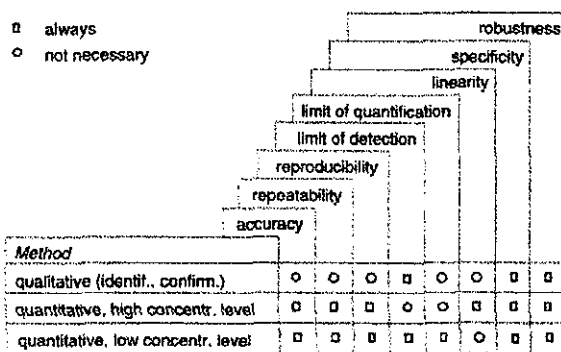 always
not necessary
robustness
specificity
linearity
limit of quantification
limit of detection
reproducibility
repeatability
accuracy
Method
qualitative (identif., confirm.)
quantitative, high concentr. level
quantitative, low concentr. level